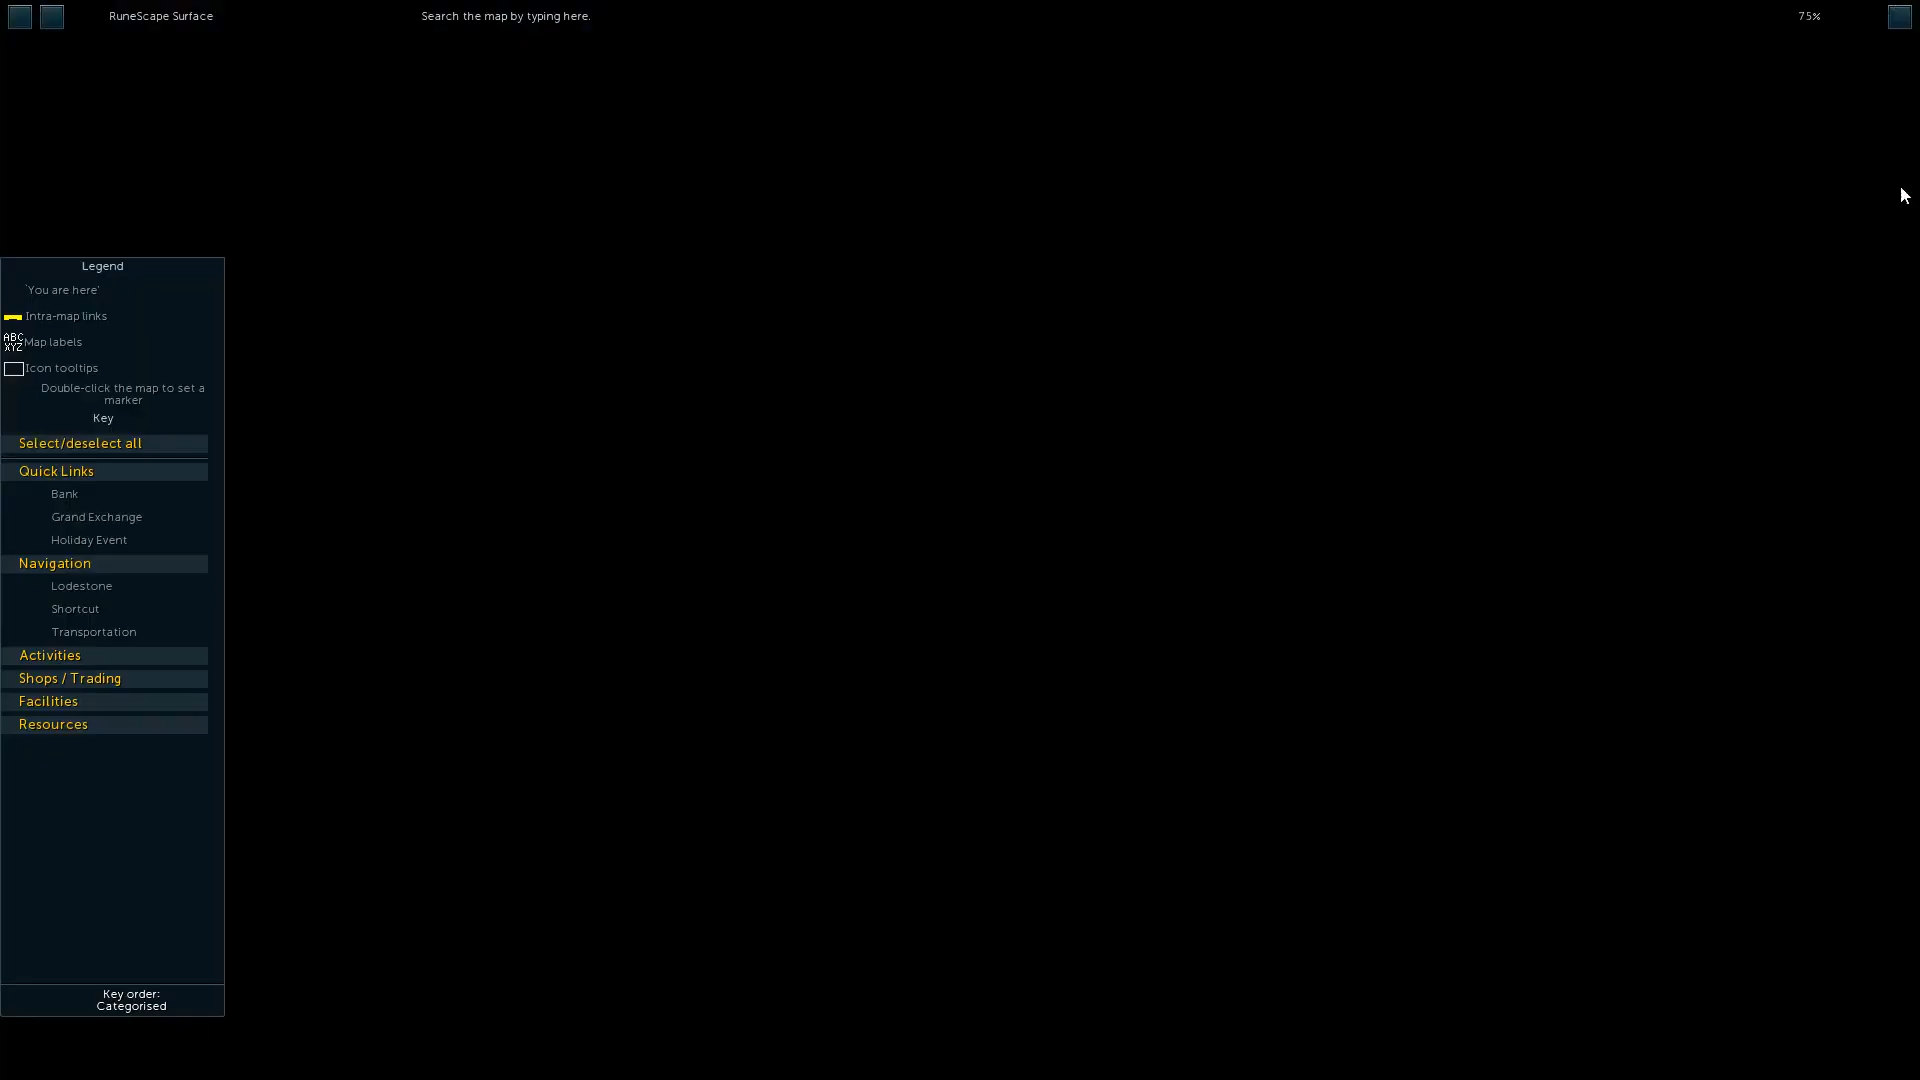 RuneScape Surface
Search the map by typing here.
75%
Legend
'You are here'
Intra-map links
ABC
XYZ
Map labels
Icon tooltips
Double-click the map to set a
marker
Key
Select/deselect all
Quick Links
Bank
Grand Exchange
Holiday Event
Navigation
Lodestone
Shortcut
Transportation
Activities
Shops / Trading
Facilities
Resources
Key order:
Categorised